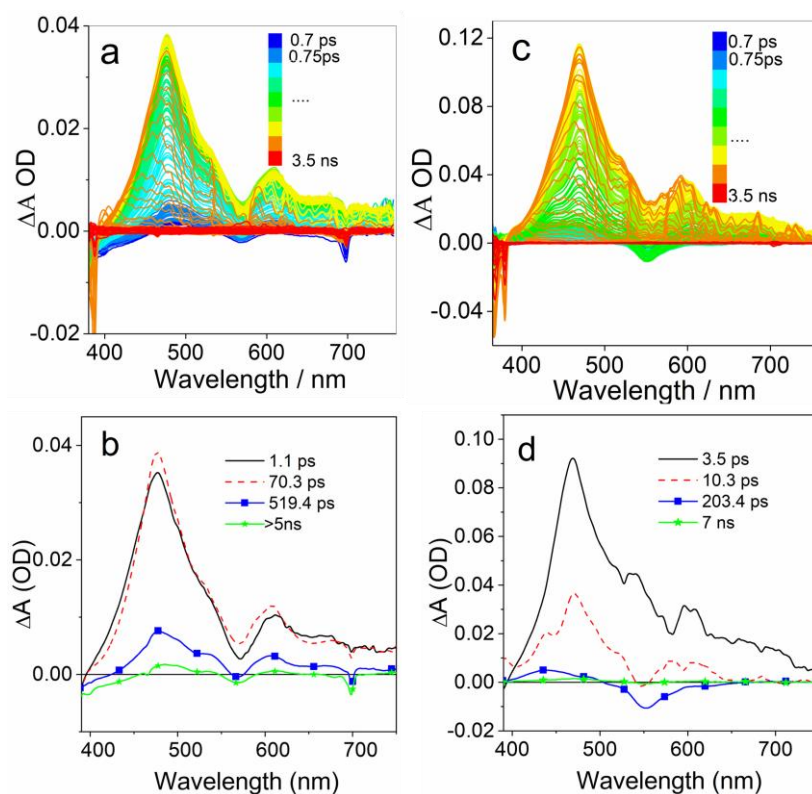 a
0.7 ps
0.75ps
....
3.5 ns
0.04
0.02
0.00
-0.02
ΔA OD
400 500 600 700
Wavelength / nm
c
0.7 ps
0.75ps
....
3.5 ns
0.12
0.08
0.04
0.00
-0.04
ΔA OD
400 500 600 700
Wavelength / nm
b
1.1 ps
70.3 ps
519.4 ps
>5ns
0.04
0.02
0.00
ΔA (OD)
400 500 600 700
Wavelength (nm)
d
3.5 ps
10.3 ps
203.4 ps
7 ns
0.10
0.08
0.06
0.04
0.02
0.00
-0.02
ΔA (OD)
400 500 600 700
Wavelength (nm)